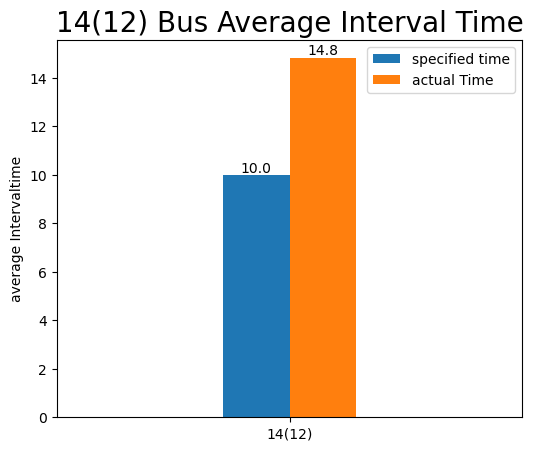 14(12) Bus Average Interval Time
specified time
actual Time
average Intervaltime
14
12
10
8
6
4
2
0
10.0
14.8
14(12)